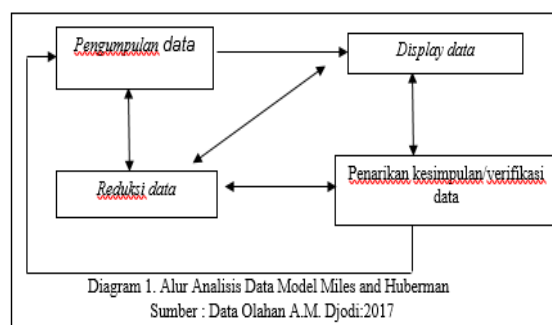 Pengumpulan data
Display data
Reduksi data
Penarikan kesimpulan/verifikasi
data
Diagram 1. Alur Analisis Data Model Miles and Huberman
Sumber : Data Olahan A.M. Djodi:2017